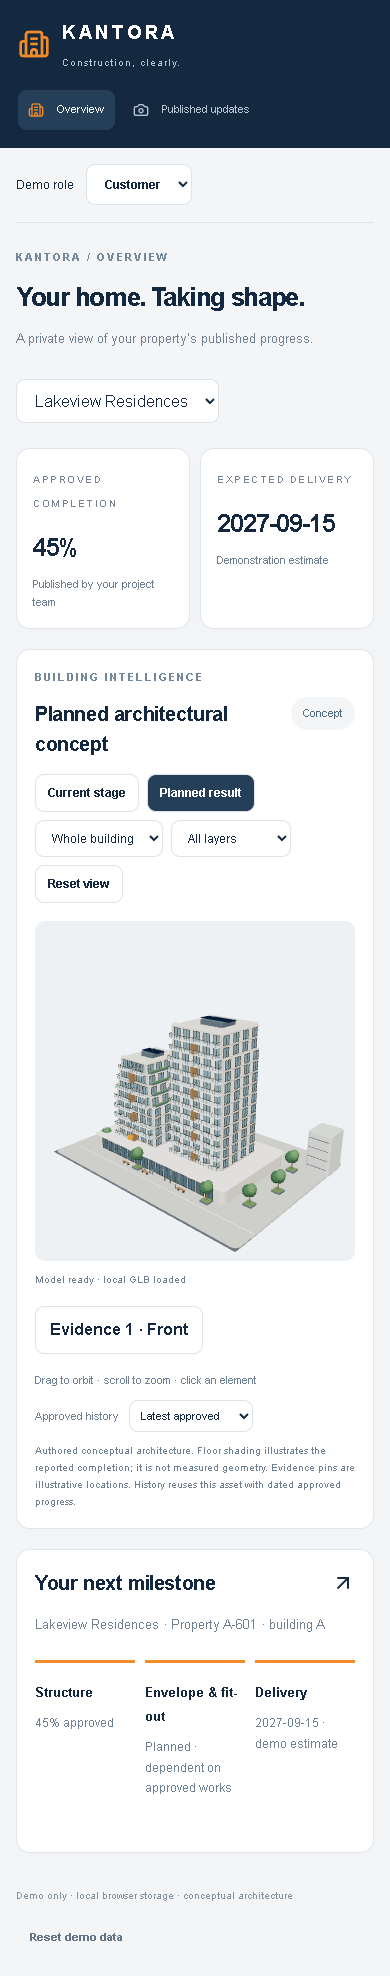 KANTORA
Construction, clearly.
Overview
Published updates
Demo role
Customer
KANTORA / OVERVIEW
Your home. Taking shape.
A private view of your property's published progress.
Lakeview Residences
APPROVED
COMPLETION
45%
Published by your project
team
EXPECTED DELIVERY
2027-09-15
Demonstration estimate
BUILDING INTELLIGENCE
Planned architectural
concept
Concept
Current stage
Planned result
Whole building
All layers
Reset view
Model ready · local GLB loaded
Evidence 1 · Front
Drag to orbit · scroll to zoom · click an element
Approved history
Latest approved
Authored conceptual architecture. Floor shading illustrates the
reported completion; it is not measured geometry. Evidence pins are
illustrative locations. History reuses this asset with dated approved
progress.
Your next milestone
Lakeview Residences · Property A-601 · building A
Structure
45% approved
Envelope & fit-
out
Planned ·
dependent on
approved works
Delivery
2027-09-15 ·
demo estimate
Demo only · local browser storage · conceptual architecture
Reset demo data